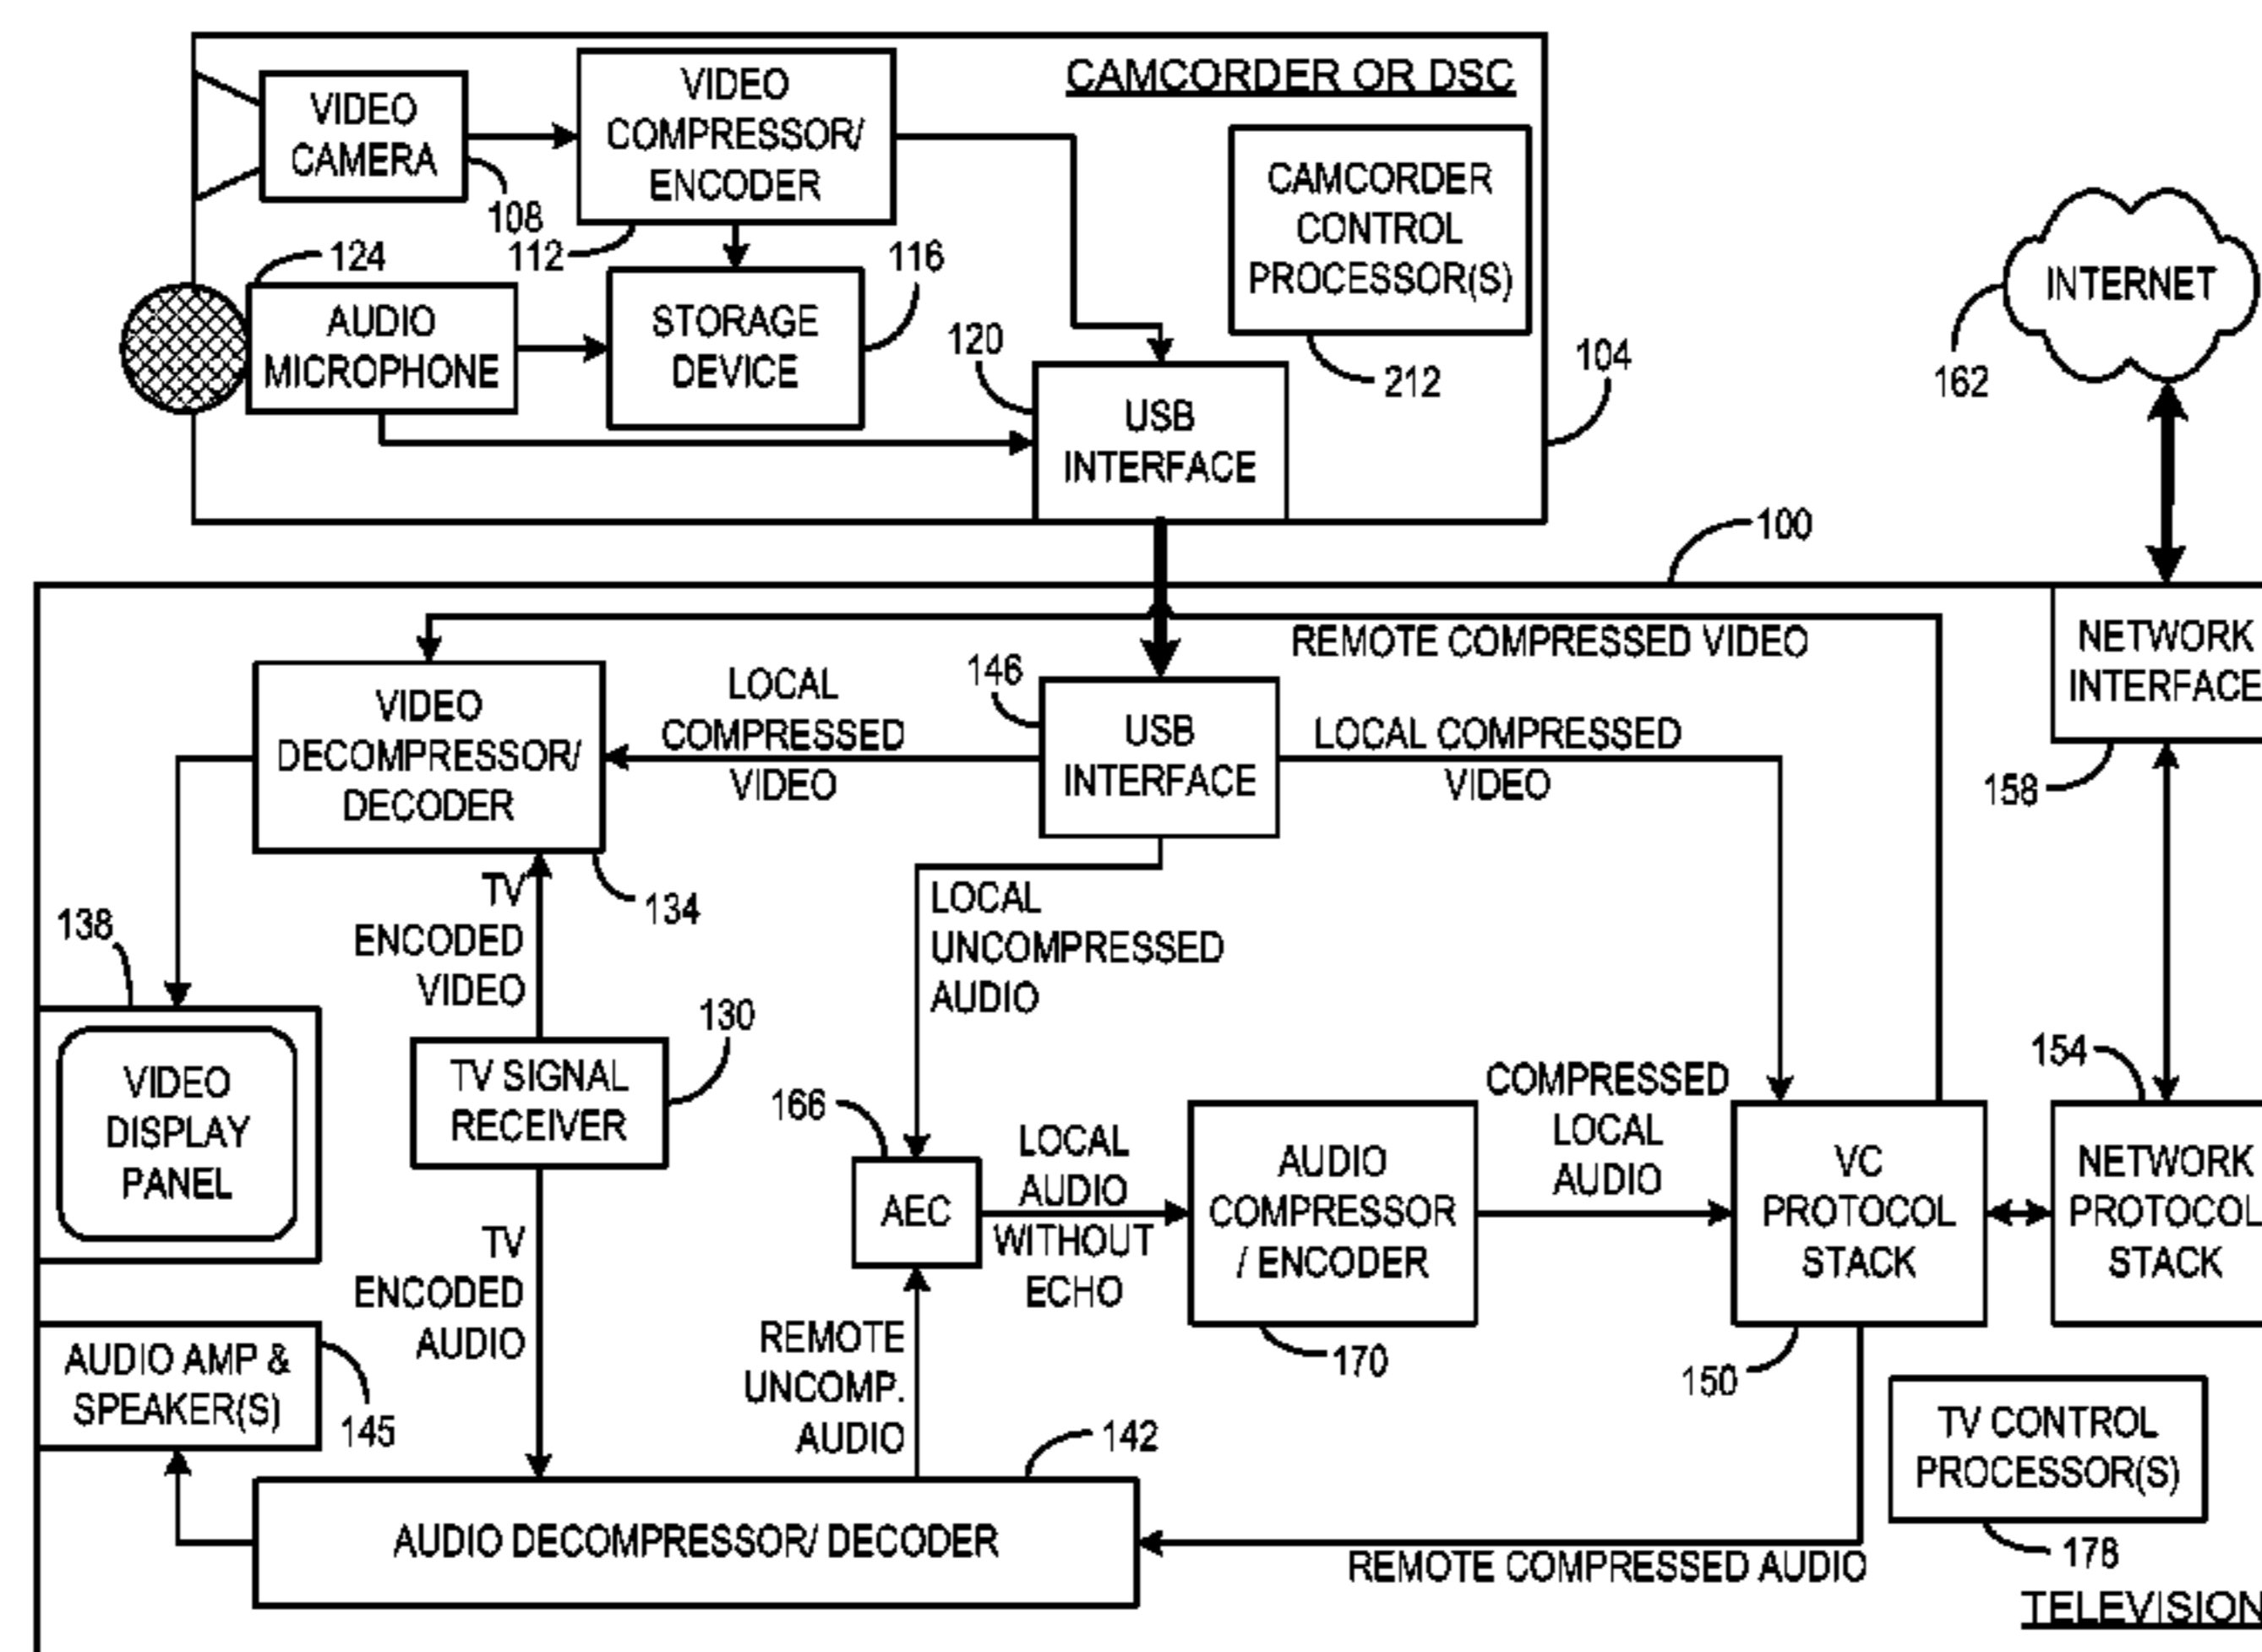 CAMCORDER OR DSC
VIDEO
CAMERA
108
VIDEO
COMPRESSOR/
ENCODER
112
CAMCORDER
CONTROL
PROCESSOR(S)
212
124
AUDIO
MICROPHONE
STORAGE
DEVICE
116
120
USB
INTERFACE
104
INTERNET
162
100
REMOTE COMPRESSED VIDEO
NETWORK
INTERFACE
158
VIDEO
DECOMPRESSOR/
DECODER
134
LOCAL
COMPRESSED
VIDEO
146
USB
INTERFACE
LOCAL COMPRESSED
VIDEO
TV
ENCODED
VIDEO
LOCAL
UNCOMPRESSED
AUDIO
138
VIDEO
DISPLAY
PANEL
130
TV SIGNAL
RECEIVER
166
AEC
LOCAL
AUDIO
WITHOUT
ECHO
AUDIO
COMPRESSOR
/ ENCODER
170
COMPRESSED
LOCAL
AUDIO
VC
PROTOCOL
STACK
150
154
NETWORK
PROTOCOL
STACK
TV
ENCODED
AUDIO
REMOTE
UNCOMP.
AUDIO
AUDIO AMP &
SPEAKER(S)
145
142
AUDIO DECOMPRESSOR/ DECODER
REMOTE COMPRESSED AUDIO
TV CONTROL
PROCESSOR(S)
178
TELEVISION